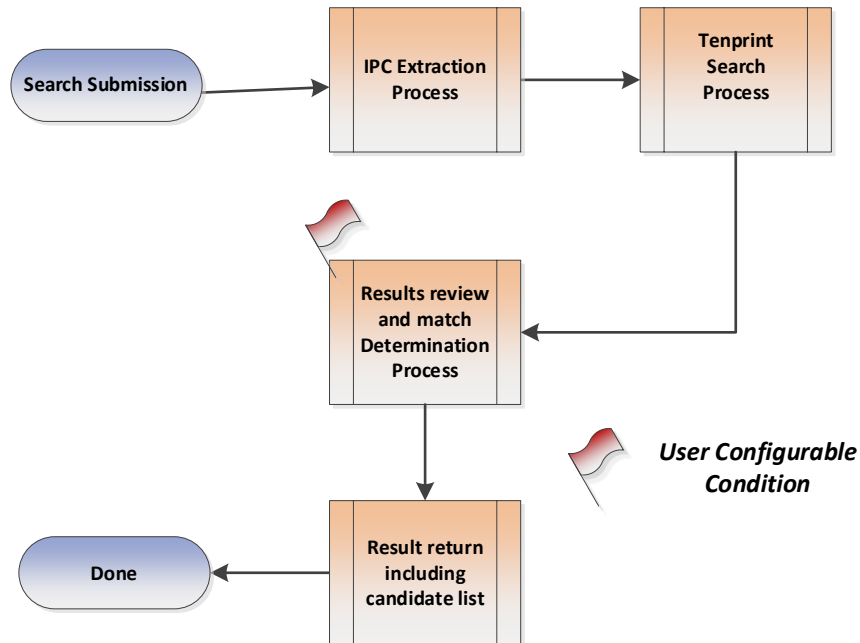 Search Submission
IPC Extraction
Process
Tenprint
Search
Process
Results review
and match
Determination
Process
User Configurable
Condition
Result return
including
candidate list
Done